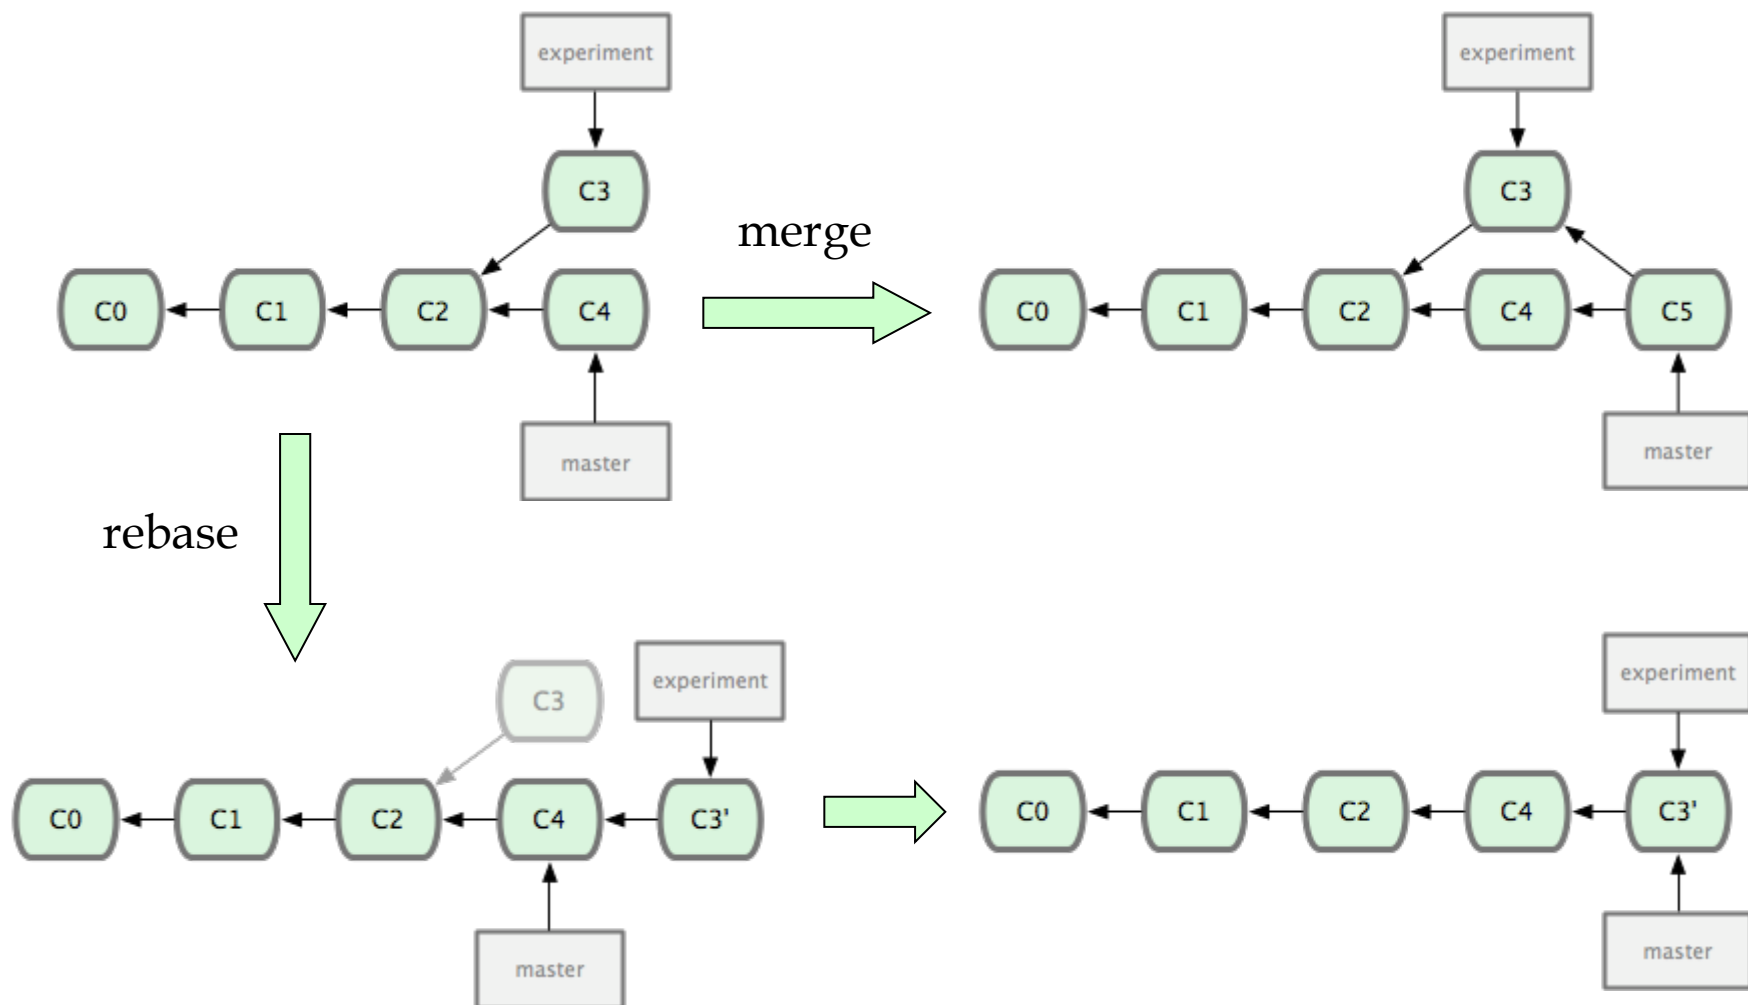 experiment
C3
C0
C1
C2
C4
master
merge
experiment
C3
C0
C1
C2
C4
C5
master
rebase
C3
experiment
C0
C1
C2
C4
C3'
master
experiment
C0
C1
C2
C4
C3'
master